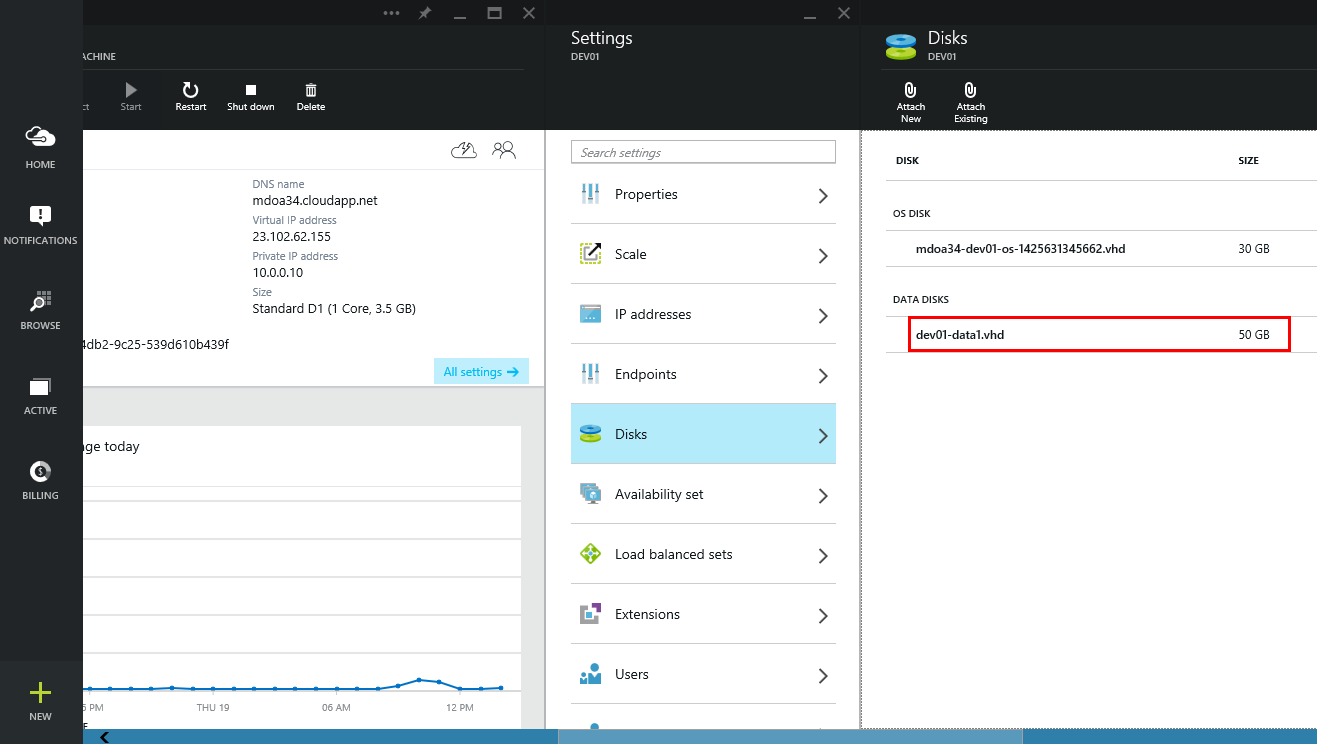 HOME
NOTIFICATIONS
BROWSE
ACTIVE
BILLING
NEW
ACHINE
ct
Start
Restart
Shut down
Delete
DNS name
mdoa34.cloudapp.net
Virtual IP address
23.102.62.155
Private IP address
10.0.0.10
Size
Standard D1 (1 Core, 3.5 GB)
4db2-9c25-539d610b439f
All settings
age today
6 PM
THU 19
06 AM
12 PM
Settings
DEV01
Search settings
Properties
Scale
IP addresses
Endpoints
Disks
Availability set
Load balanced sets
Extensions
Users
Disks
DEV01
Attach New
Attach Existing
DISK SIZE
OS DISK
mdoa34-dev01-os-1425631345662.vhd 30 GB
DATA DISKS
dev01-data1.vhd 50 GB